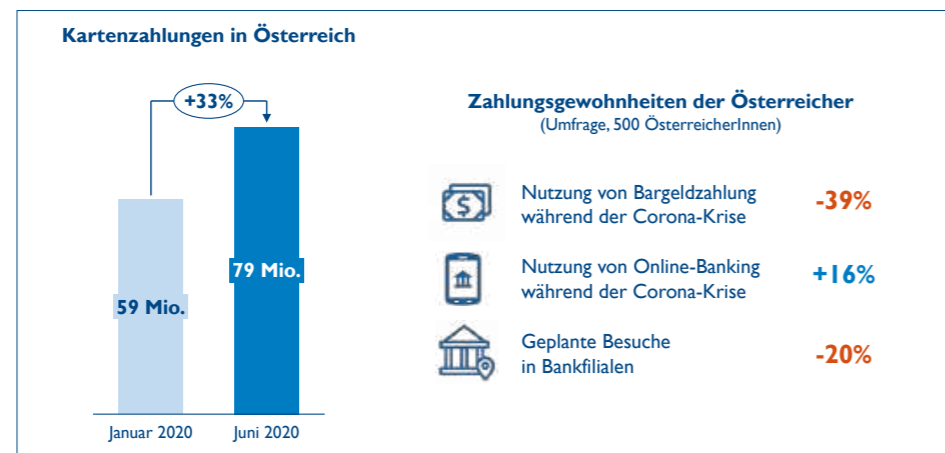 Kartenzahlungen in Österreich
+33%
79 Mio.
59 Mio.
Januar 2020
Juni 2020
Zahlungsgewohnheiten der Österreicher
(Umfrage, 500 ÖsterreicherInnen)
Nutzung von Bargeldzahlung
während der Corona-Krise
-39%
Nutzung von Online-Banking
während der Corona-Krise
+16%
Geplante Besuche
in Bankfilialen
-20%